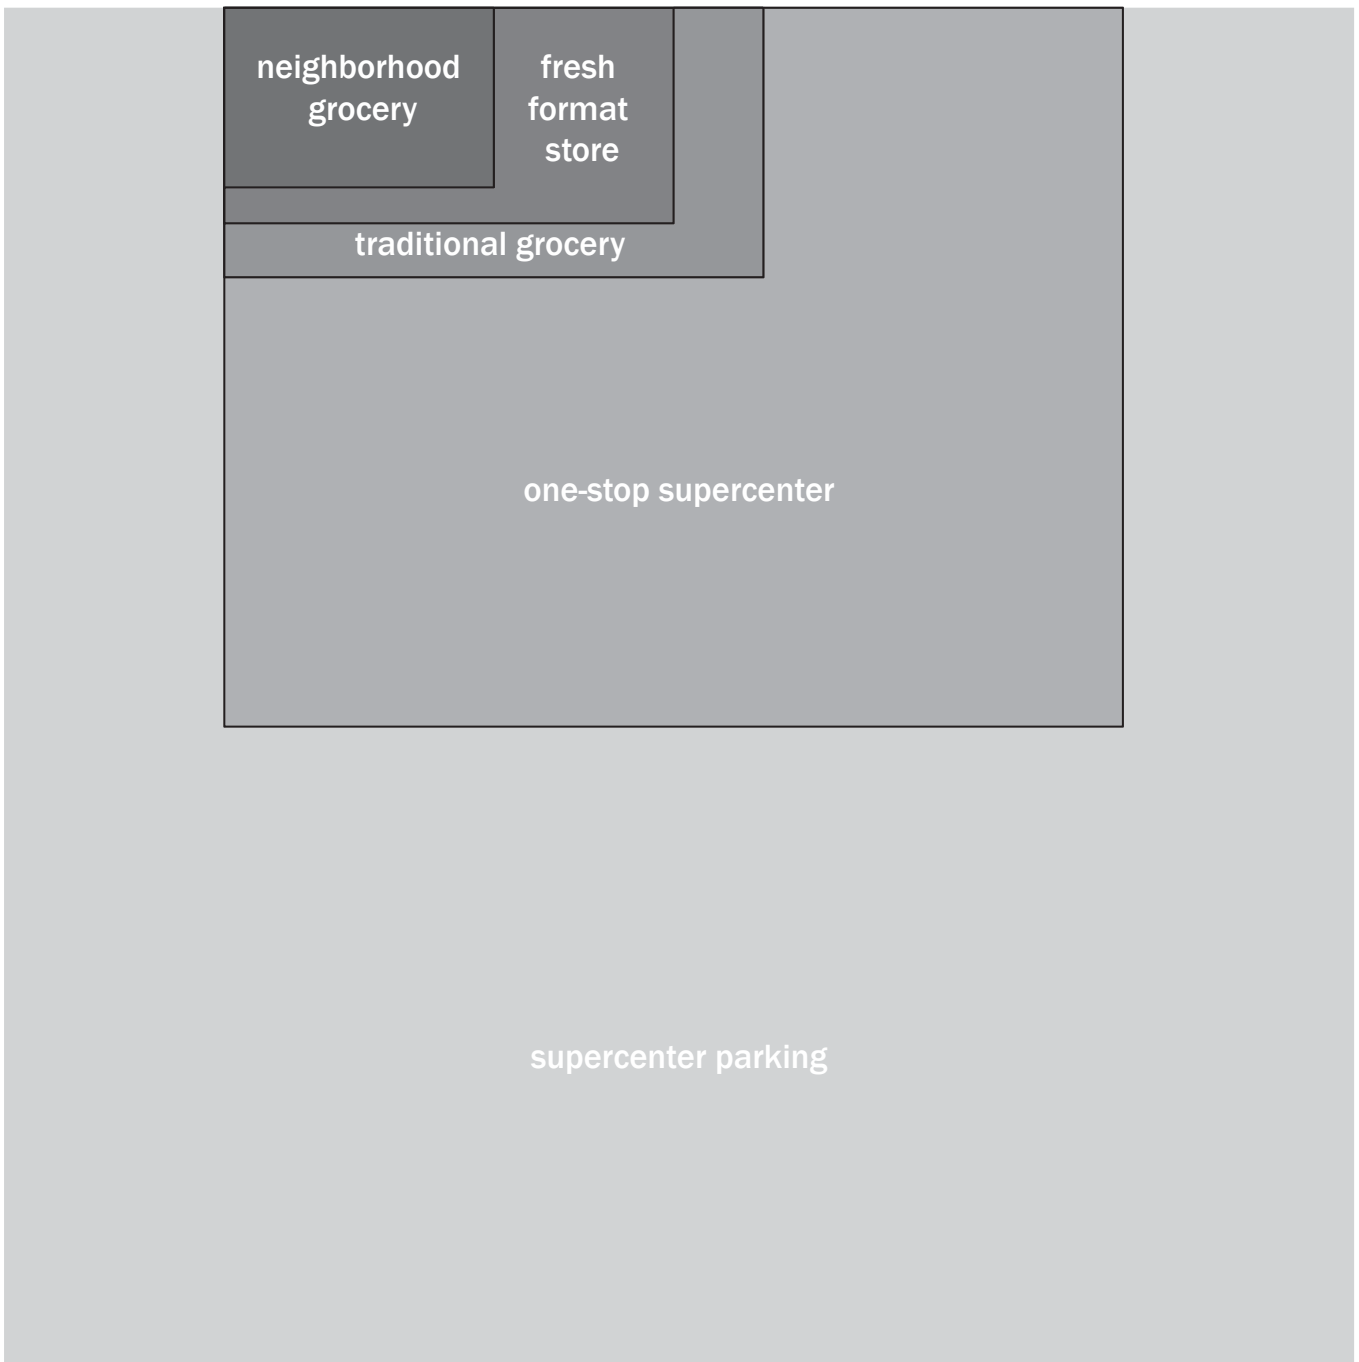 neighborhood
grocery
fresh
format
store
traditional grocery
one-stop supercenter
supercenter parking